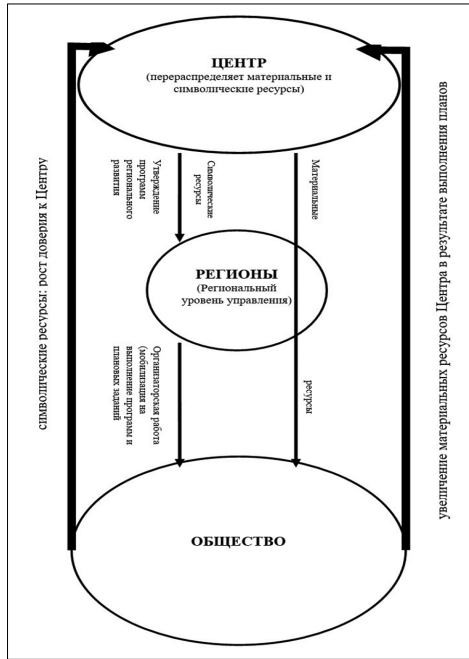 ЦЕНТР
(перераспределяет материальные и
символические ресурсы)
Утверждение
программ
регионального
развития
Символические
ресурсы
Материальные
РЕГИОНЫ
(Региональный
уровень управления)
Организаторская работа
(мобилизация на
выполнение программ и
плановых заданий
ресурсы
ОБЩЕСТВО
символические ресурсы: рост доверия к Центру
увеличение материальных ресурсов Центра в результате выполнения планов